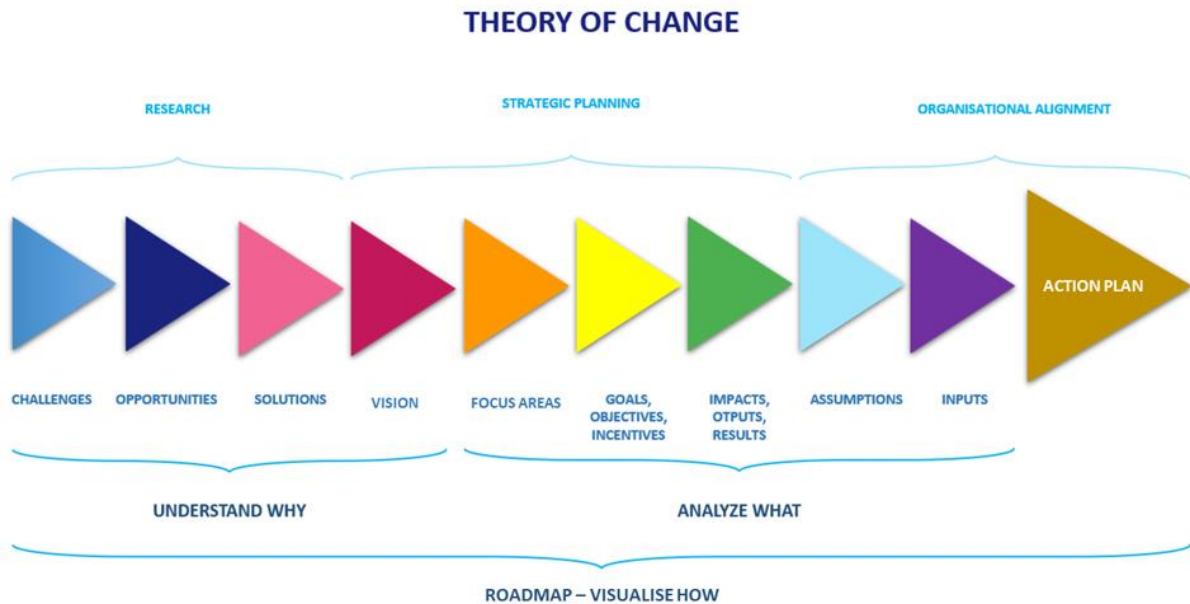 THEORY OF CHANGE
RESEARCH
STRATEGIC PLANNING
ORGANISATIONAL ALIGNMENT
ACTION PLAN
CHALLENGES
OPPORTUNITIES
SOLUTIONS
VISION
FOCUS AREAS
GOALS,
OBJECTIVES,
INCENTIVES
IMPACTS,
OTPUTS,
RESULTS
ASSUMPTIONS
INPUTS
UNDERSTAND WHY
ANALYZE WHAT
ROADMAP – VISUALISE HOW